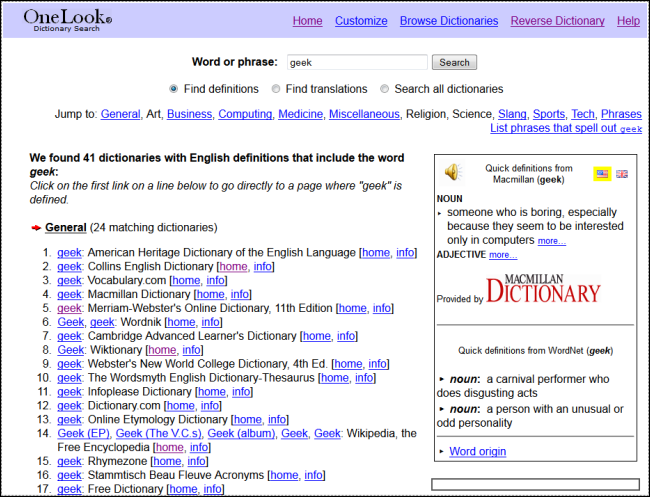 OneLook®
Dictionary Search
Home Customize Browse Dictionaries Reverse Dictionary Help
Word or phrase: geek Search
Find definitions Find translations Search all dictionaries
Jump to: General, Art, Business, Computing, Medicine, Miscellaneous, Religion, Science, Slang, Sports, Tech, Phrases
List phrases that spell out geek
We found 41 dictionaries with English definitions that include the word
geek:
Click on the first link on a line below to go directly to a page where "geek" is
defined.
General (24 matching dictionaries)
1. geek: American Heritage Dictionary of the English Language [home, info]
2. geek: Collins English Dictionary [home, info]
3. geek: Vocabulary.com [home, info]
4. geek: Macmillan Dictionary [home, info]
5. geek: Merriam-Webster's Online Dictionary, 11th Edition [home, info]
6. Geek, geek: Wordnik [home, info]
7. geek: Cambridge Advanced Learner's Dictionary [home, info]
8. Geek: Wiktionary [home, info]
9. geek: Webster's New World College Dictionary, 4th Ed. [home, info]
10. geek: The Wordsmyth English Dictionary-Thesaurus [home, info]
11. geek: Infoplease Dictionary [home, info]
12. geek: Dictionary.com [home, info]
13. geek: Online Etymology Dictionary [home, info]
14. Geek (EP), Geek (The V.C.s), Geek (album), Geek, Geek: Wikipedia, the
Free Encyclopedia [home, info]
15. geek: Rhymezone [home, info]
16. geek: Stammtisch Beau Fleuve Acronyms [home, info]
17. geek: Free Dictionary [home, info]
Quick definitions from
Macmillan (geek)
NOUN
someone who is boring, especially
because they seem to be interested
only in computers more...
ADJECTIVE more...
Provided by MACMILLAN
DICTIONARY
Quick definitions from WordNet (geek)
noun: a carnival performer who
does disgusting acts
noun: a person with an unusual or
odd personality
Word origin